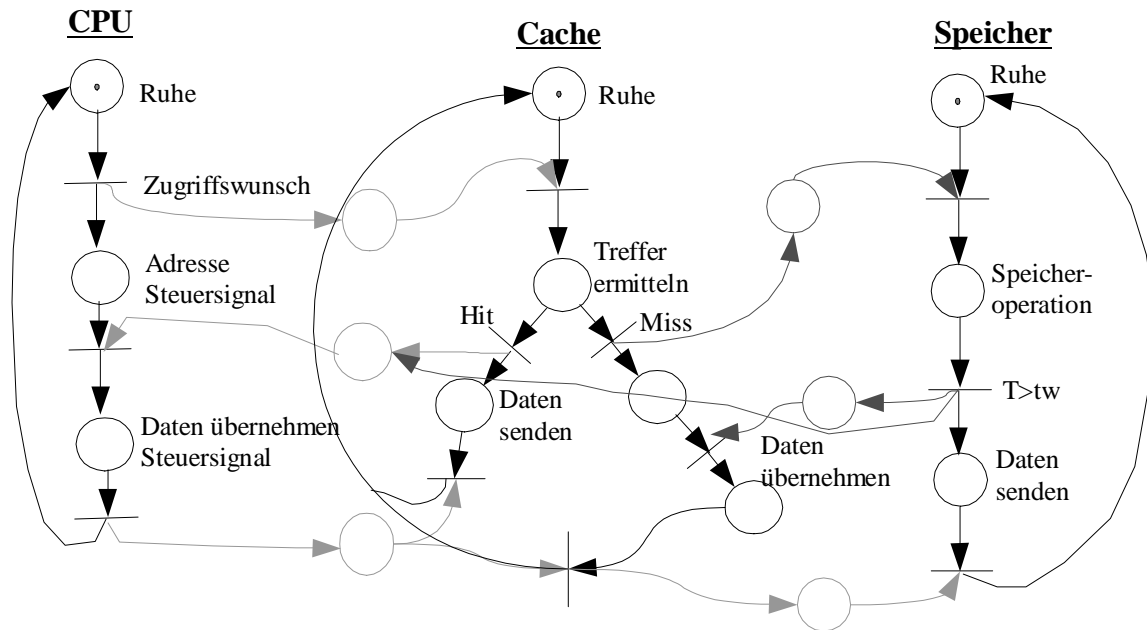 CPU
Cache
Speicher
Ruhe
Ruhe
Ruhe
Zugriffswunsch
Adresse
Steuersignal
Treffer
ermitteln
Speicher-
operation
Hit
Miss
Daten übernehmen
Steuersignal
Daten
senden
T>tw
Daten
übernehmen
Daten
senden